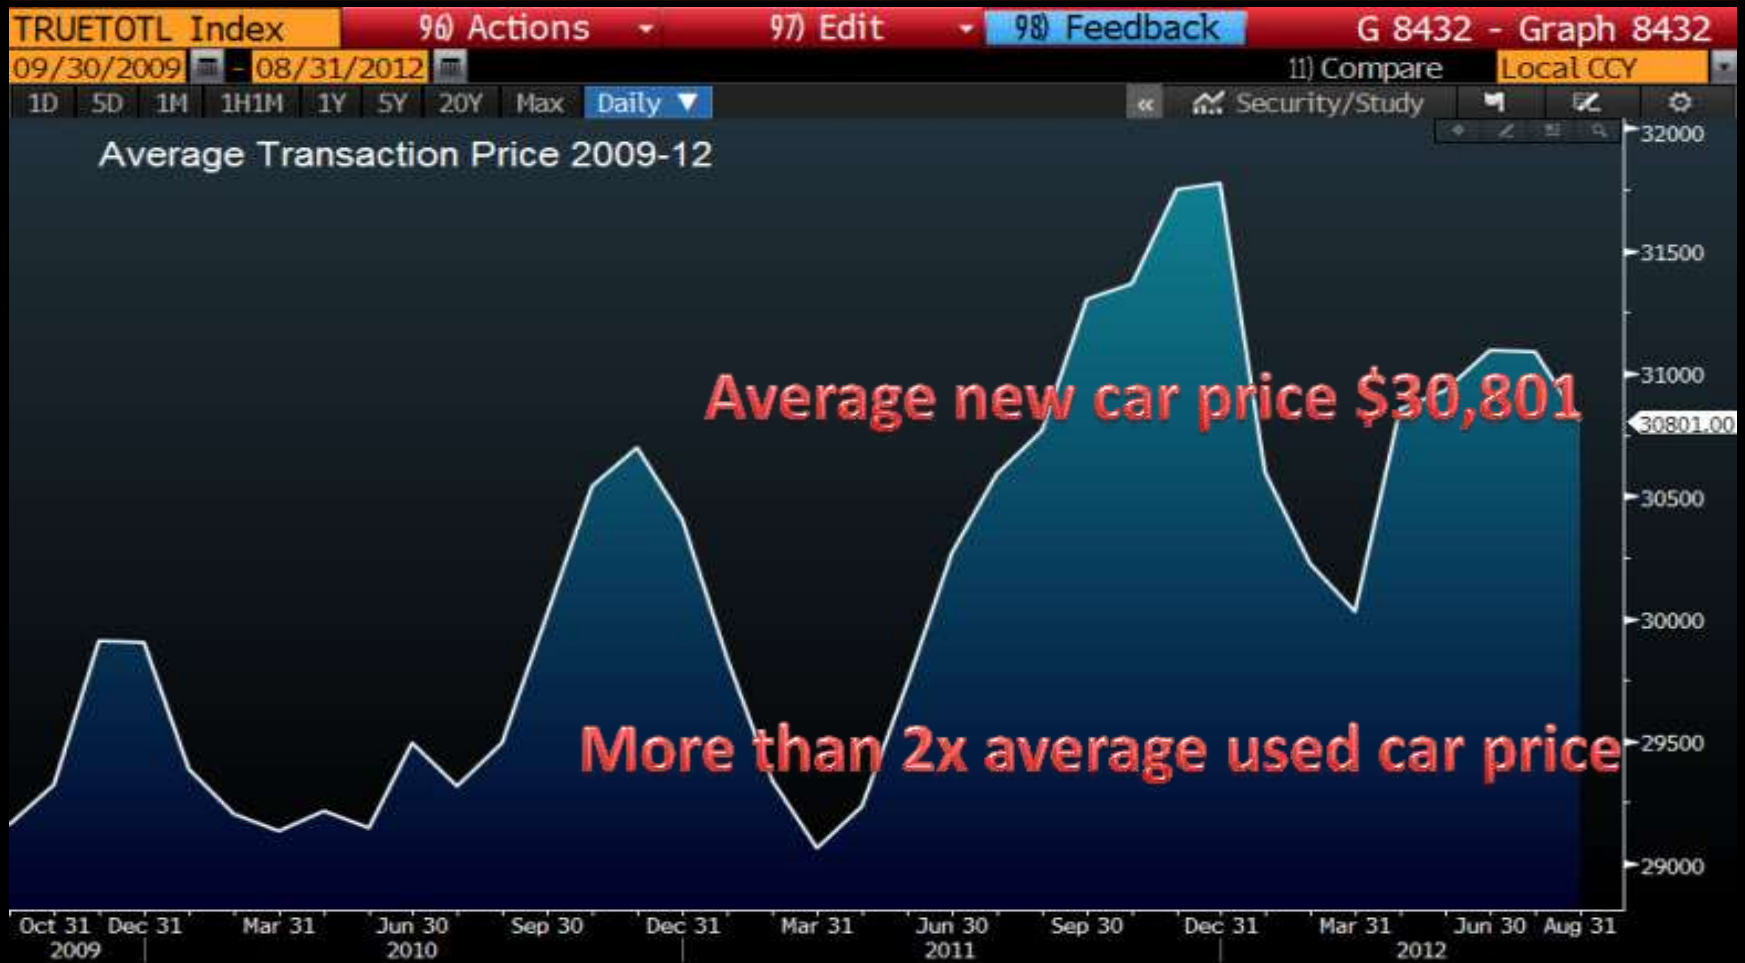 TRUETOTL Index 96) Actions 97) Edit 98) Feedback G 8432 - Graph 8432
09/30/2009 - 08/31/2012 11) Compare Local CCY
1D 5D 1M 1H1M 1Y 5Y 20Y Max Daily ▼ « Security/Study
Average Transaction Price 2009-12
32000
31500
31000
Average new car price $30,801
30801.00
30500
30000
29500
More than 2x average used car price
29000
Oct 31 Dec 31 Mar 31 Jun 30 Sep 30 Dec 31 Mar 31 Jun 30 Sep 30 Dec 31 Mar 31 Jun 30 Aug 31
2009 2010 2011 2012